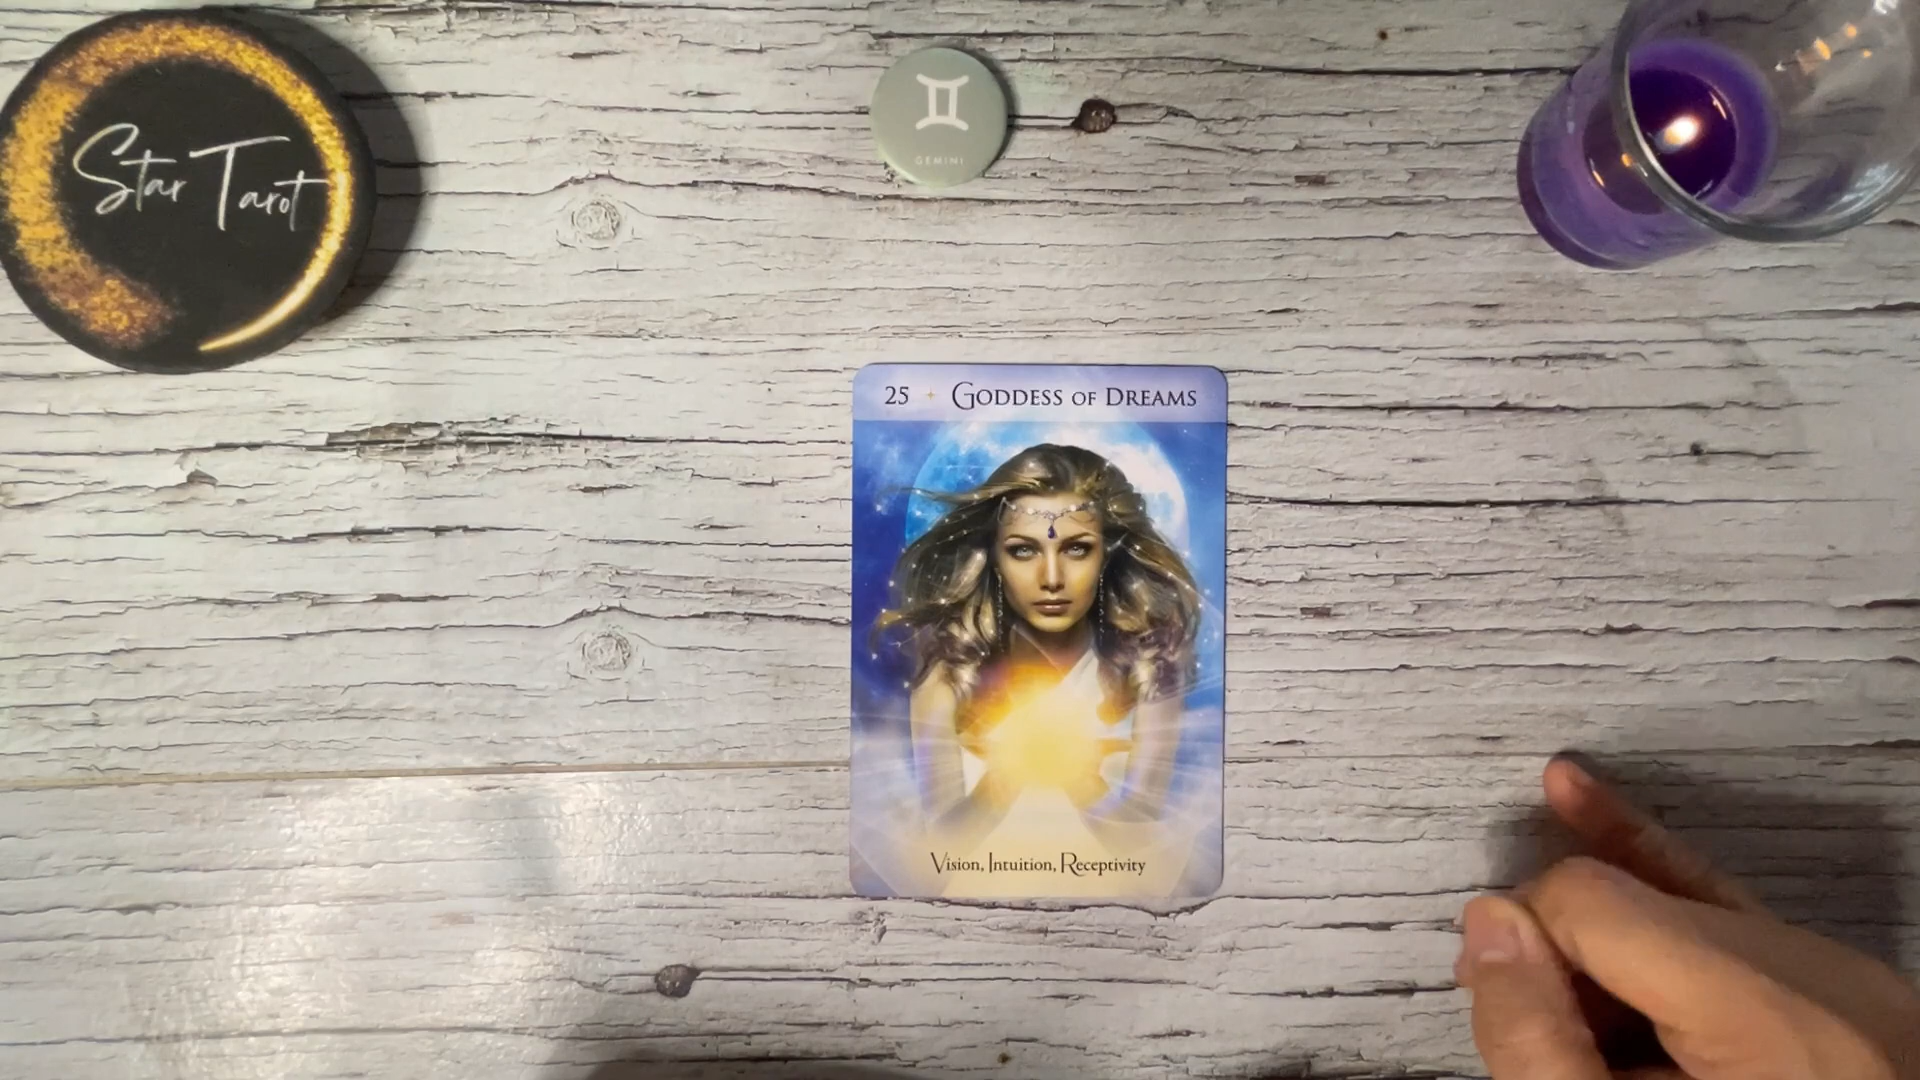 Star Tarot
GEMINI
25 GODDESS OF DREAMS
Vision, Intuition, Receptivity